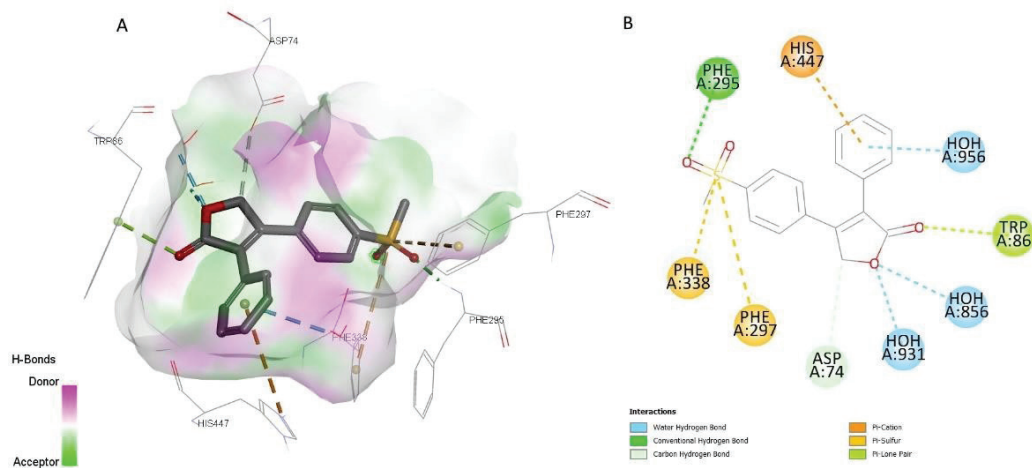 A
ASP74
TRP86
PHE297
PHE295
PHE338
HIS447
H-Bonds
Donor
Acceptor
B
HIS
A:447
PHE
A:295
HOH
A:956
O
O
S
O
O
TRP
A:86
PHE
A:338
PHE
A:297
HOH
A:856
HOH
A:931
ASP
A:74
Interactions
Water Hydrogen Bond
Conventional Hydrogen Bond
Carbon Hydrogen Bond
Pi-Cation
Pi-Sulfur
Pi-Lone Pair